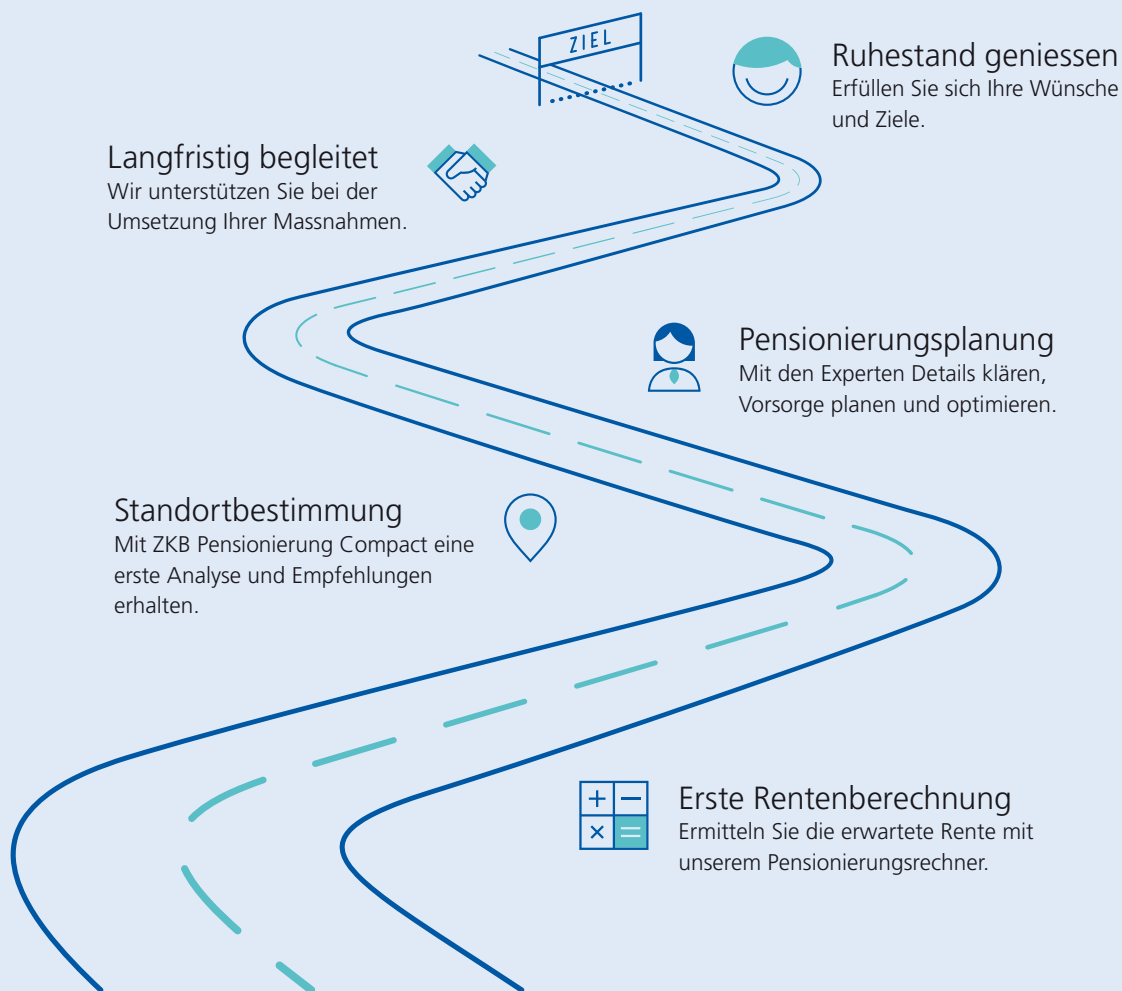 ZIEL
Ruhestand geniessen
Erfüllen Sie sich Ihre Wünsche
und Ziele.
Langfristig begleitet
Wir unterstützen Sie bei der
Umsetzung Ihrer Massnahmen.
Pensionierungsplanung
Mit den Experten Details klären,
Vorsorge planen und optimieren.
Standortbestimmung
Mit ZKB Pensionierung Compact eine
erste Analyse und Empfehlungen
erhalten.
Erste Rentenberechnung
Ermitteln Sie die erwartete Rente mit
unserem Pensionierungsrechner.